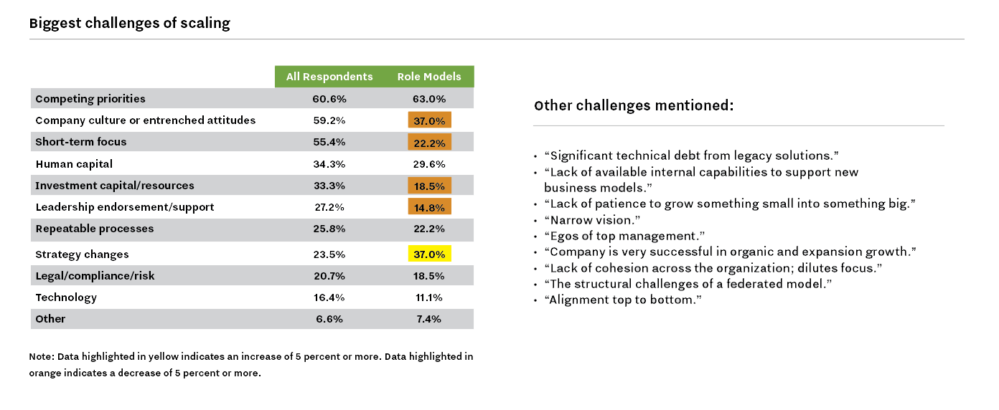 Biggest challenges of scaling
All Respondents Role Models
Competing priorities 60.6% 63.0%
Company culture or entrenched attitudes 59.2% 37.0%
Short-term focus 55.4% 22.2%
Human capital 34.3% 29.6%
Investment capital/resources 33.3% 18.5%
Leadership endorsement/support 27.2% 14.8%
Repeatable processes 25.8% 22.2%
Strategy changes 23.5% 37.0%
Legal/compliance/risk 20.7% 18.5%
Technology 16.4% 11.1%
Other 6.6% 7.4%
Note: Data highlighted in yellow indicates an increase of 5 percent or more. Data highlighted in
orange indicates a decrease of 5 percent or more.
Other challenges mentioned:
• “Significant technical debt from legacy solutions.”
• “Lack of available internal capabilities to support new
business models.”
• “Lack of patience to grow something small into something big.”
• “Narrow vision.”
• “Egos of top management.”
• “Company is very successful in organic and expansion growth.”
• “Lack of cohesion across the organization; dilutes focus.”
• “The structural challenges of a federated model.”
• “Alignment top to bottom.”